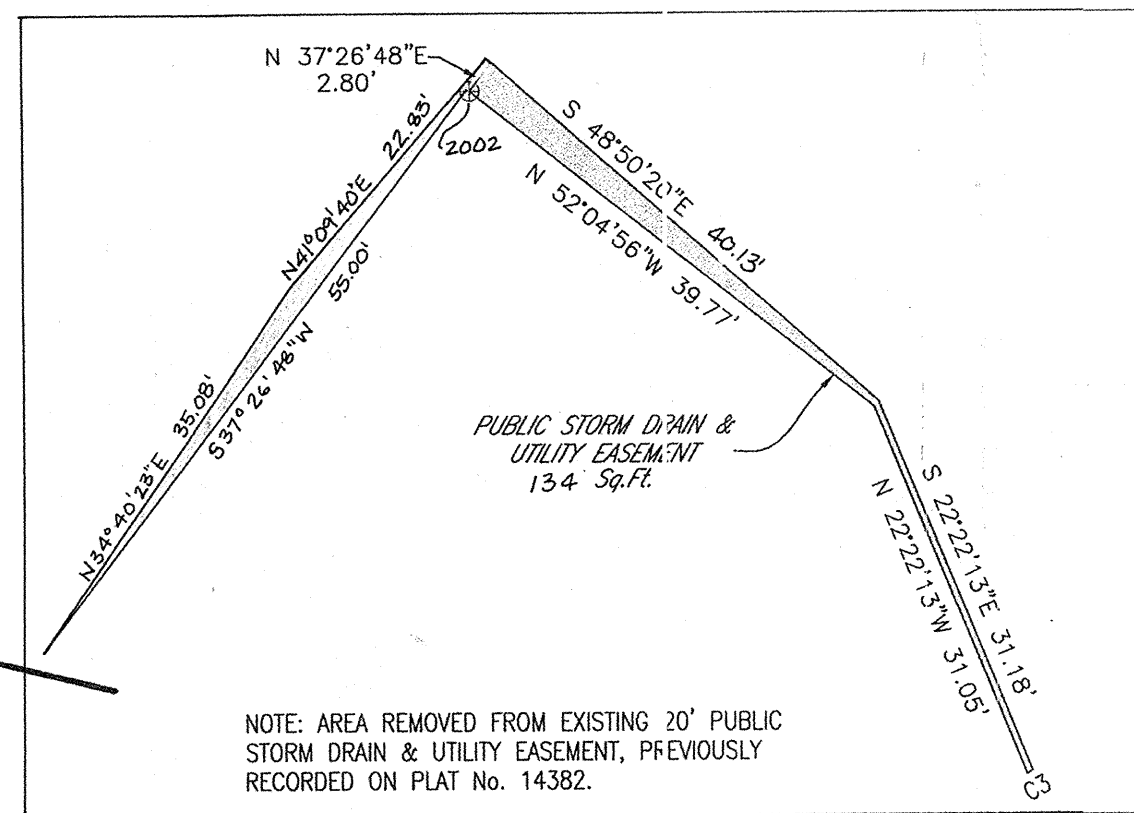 N 37°26'48"E
2.80'
2002
N41°09'40"E 22.83'
S 48°50'20"E 40.13'
N 52°04'56"W 39.77'
N34°40'23"E 35.08'
S37°26'48"W 55.00'
PUBLIC STORM DRAIN &
UTILITY EASEMENT
134 Sq.Ft.
S 22°22'13"E 31.18'
N 22°22'13"W 31.05'
NOTE: AREA REMOVED FROM EXISTING 20' PUBLIC
STORM DRAIN & UTILITY EASEMENT, PREVIOUSLY
RECORDED ON PLAT No. 14382.